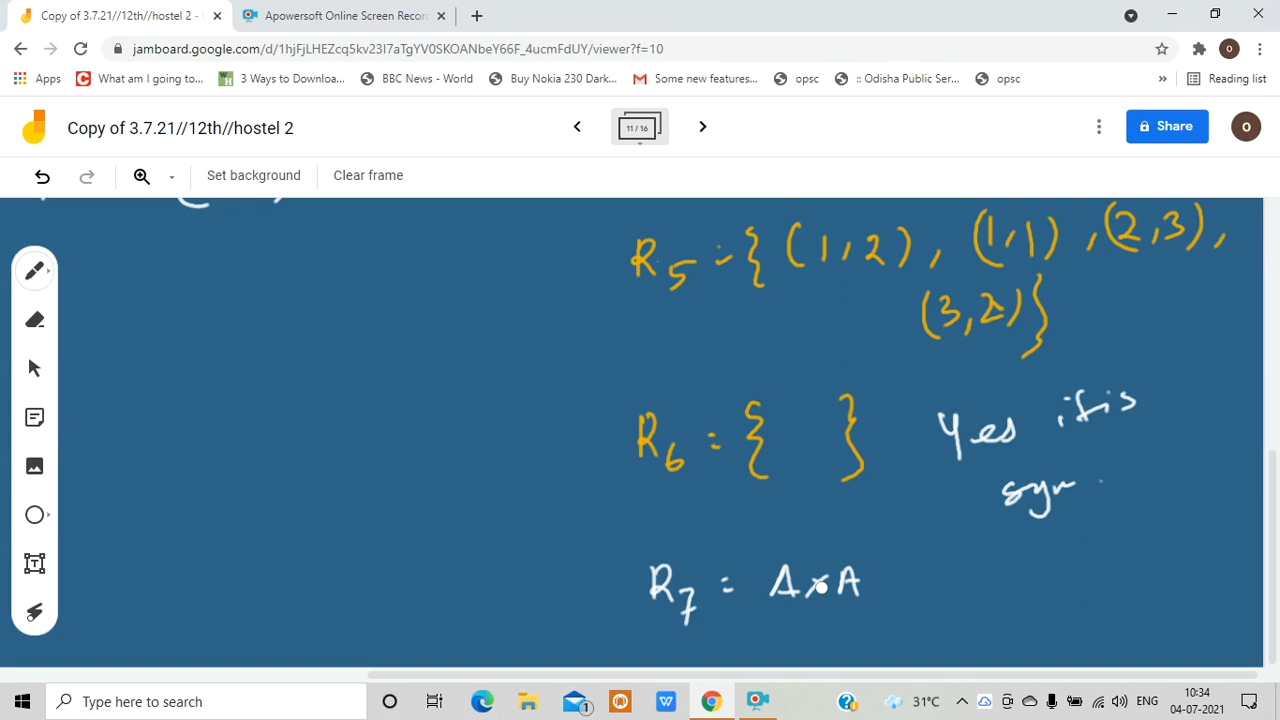 Copy of 3.7.21//12th//hostel 2 -
Apowersoft Online Screen Record
jamboard.google.com/d/1hjFjLHEZcq5kv23I7aTgYV0SKOANbeY66F_4ucmFdUY/viewer?f=10
Apps What am I going to... 3 Ways to Downloa... BBC News - World Buy Nokia 230 Dark... Some new features... opsc :: Odisha Public Ser... opsc » Reading list
Copy of 3.7.21//12th//hostel 2
11 / 16
Share
O
Set background
Clear frame
R5 = { (1,2), (1,1), (2,3),
(3,2)}
R6 = { } Yes it is
sym
R7 = A×A
Type here to search
31°C
ENG
10:34
04-07-2021